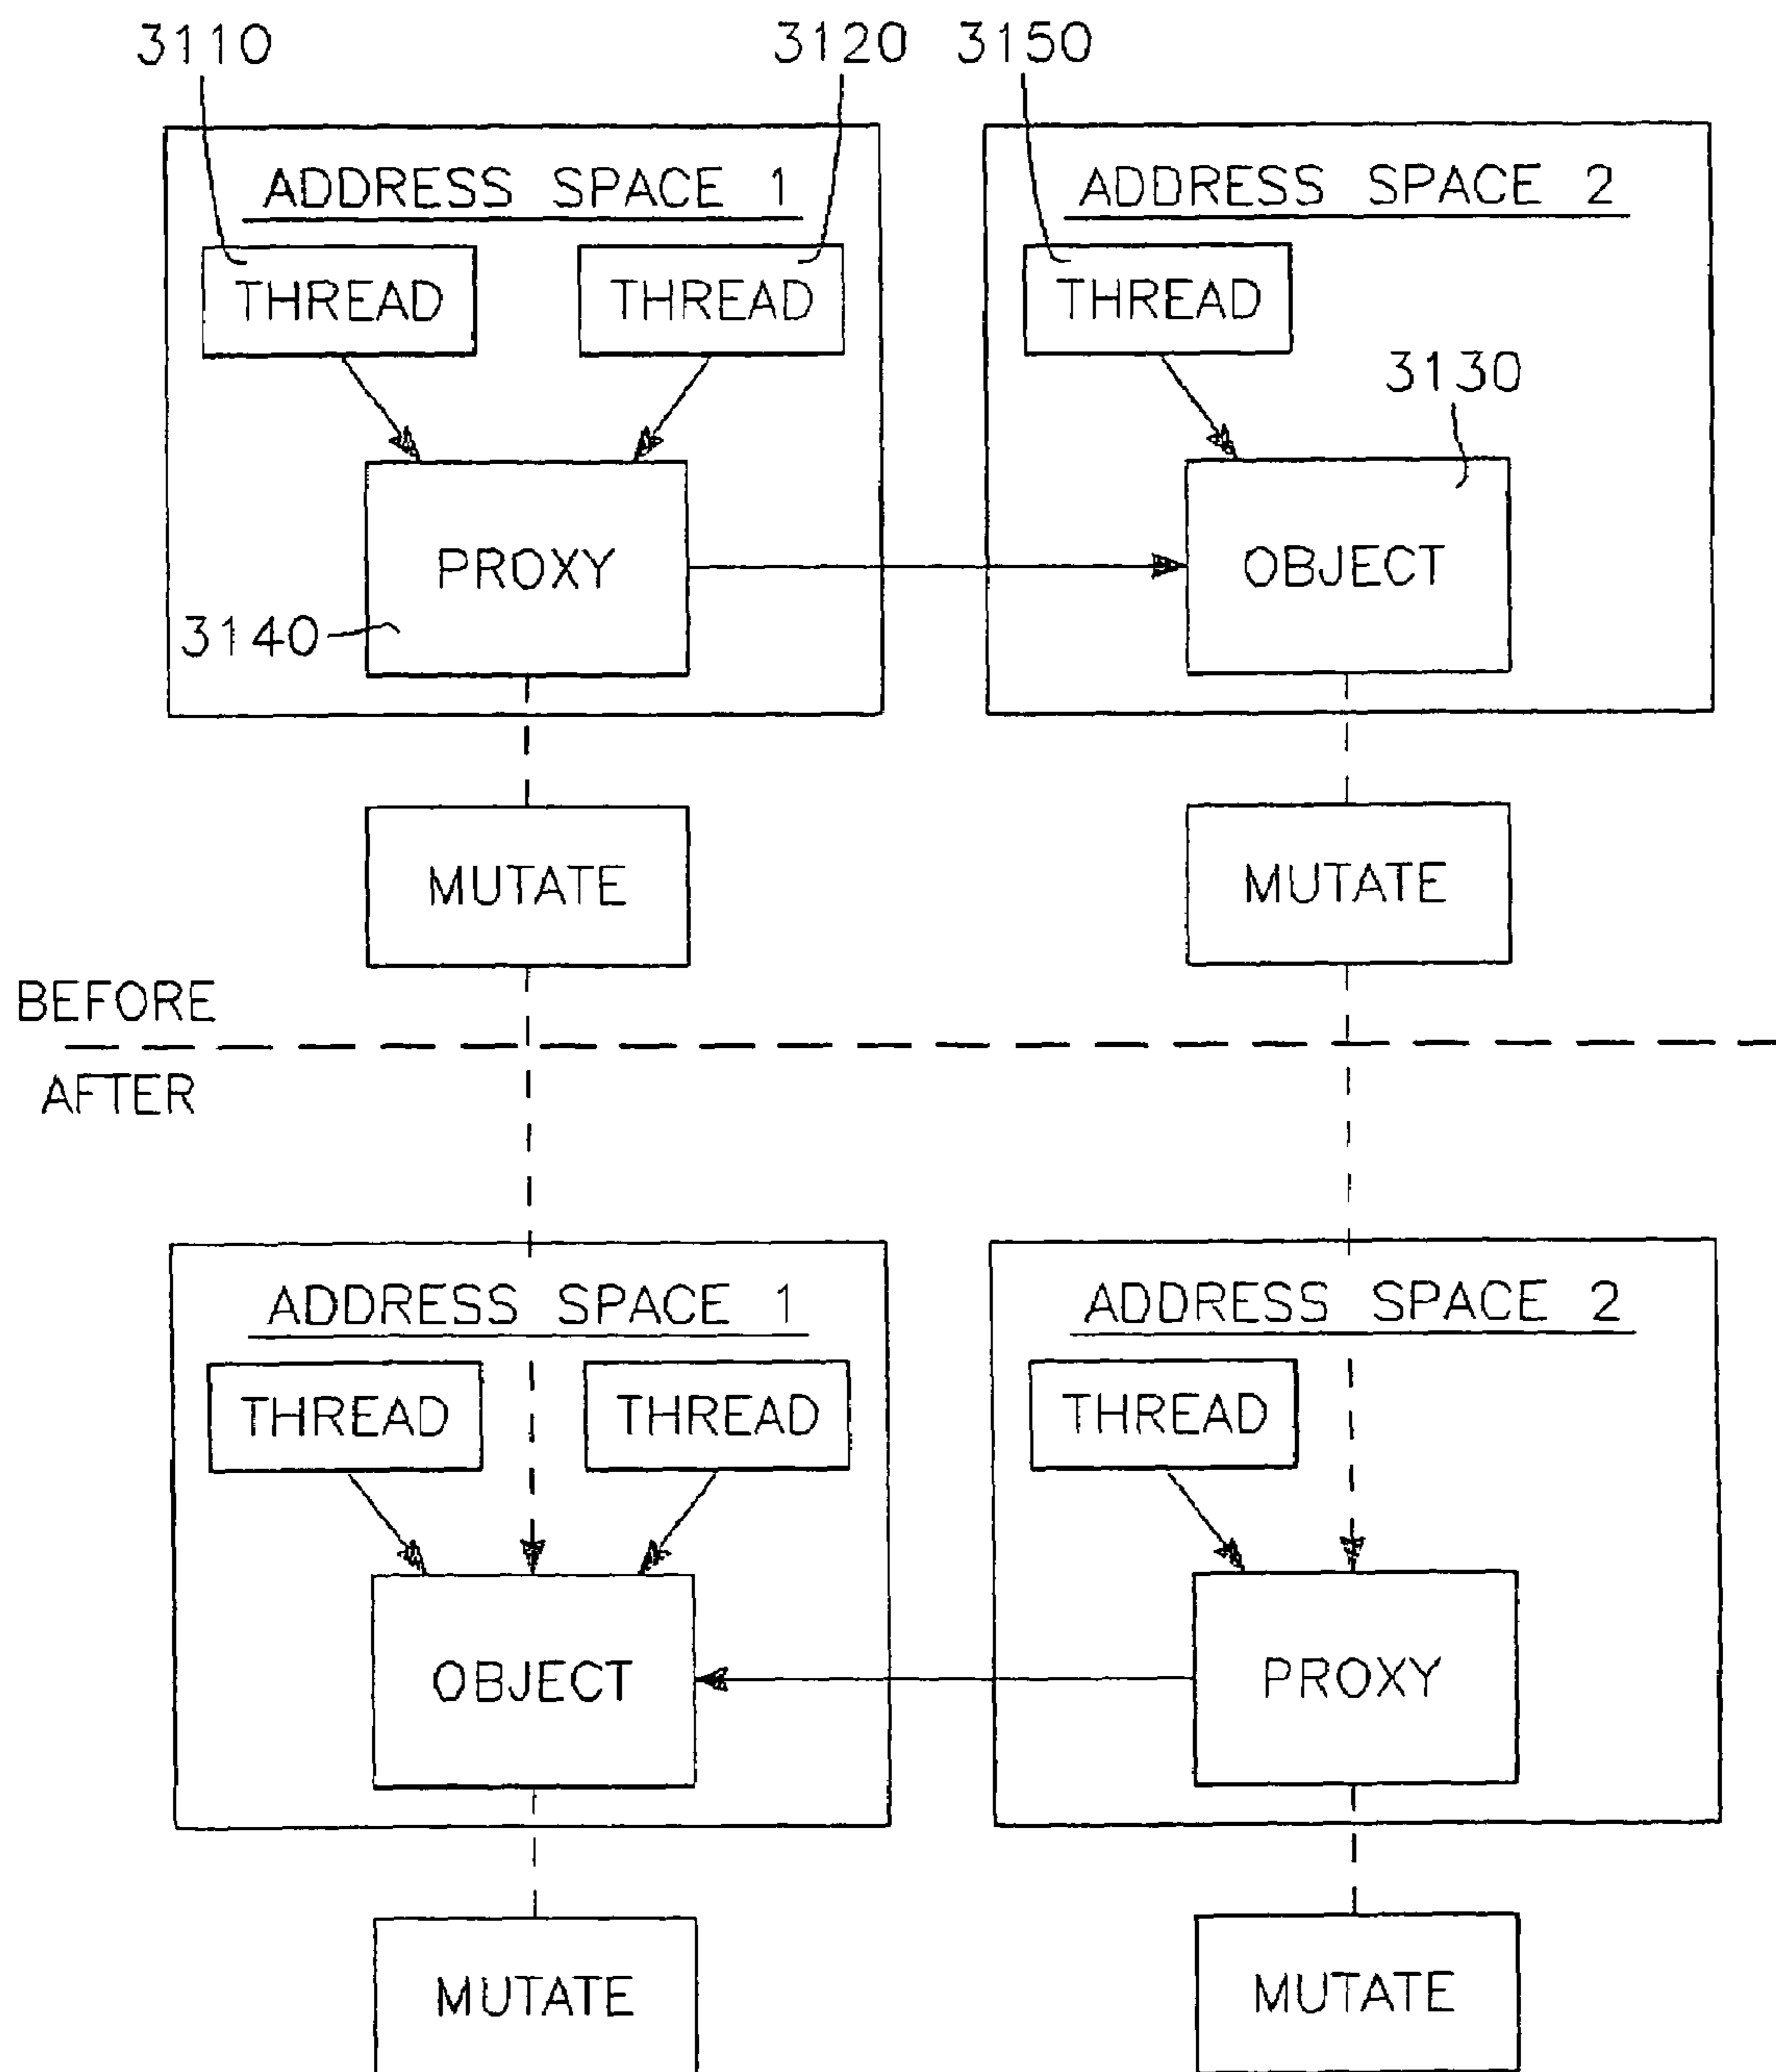 3110
3120
3150
ADDRESS SPACE 1
ADDRESS SPACE 2
THREAD
THREAD
THREAD
3130
PROXY
OBJECT
3140
MUTATE
MUTATE
BEFORE
AFTER
ADDRESS SPACE 1
ADDRESS SPACE 2
THREAD
THREAD
THREAD
OBJECT
PROXY
MUTATE
MUTATE